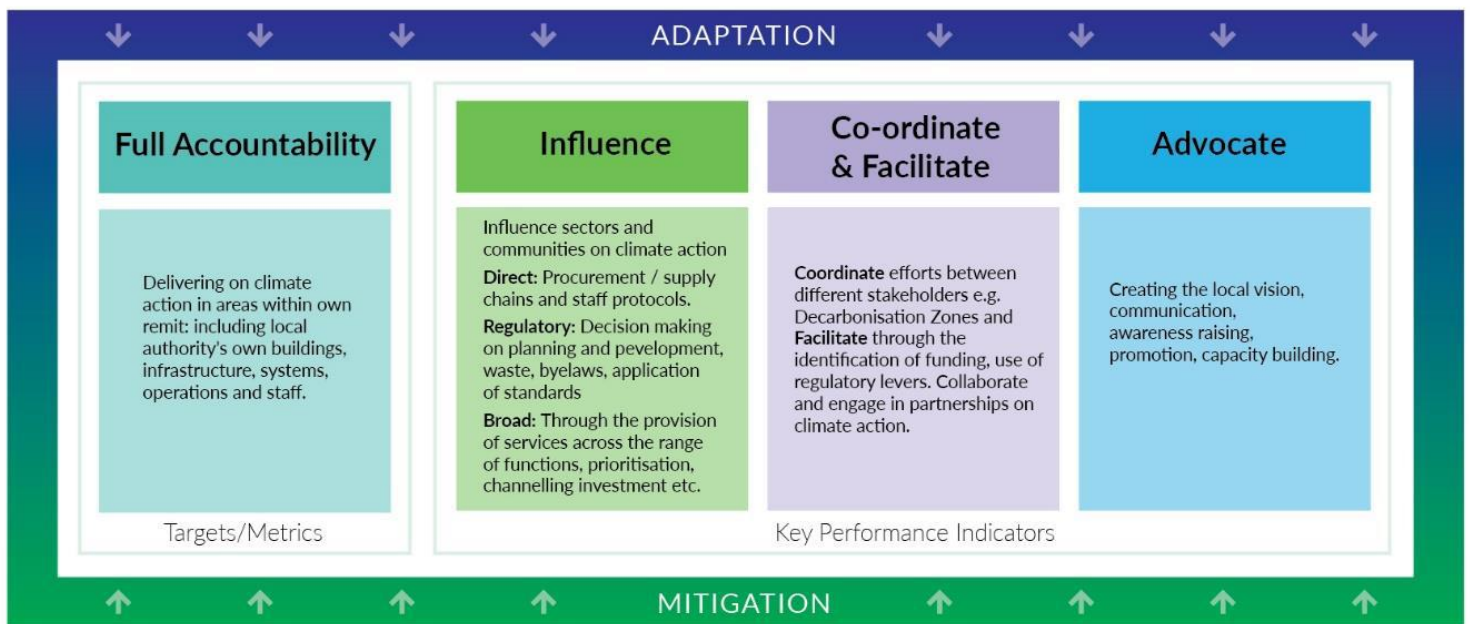 ADAPTATION
Full Accountability
Delivering on climate
action in areas within own
remit: including local
authority's own buildings,
infrastructure, systems,
operations and staff.
Targets/Metrics
Influence
Influence sectors and
communities on climate action
Direct: Procurement / supply
chains and staff protocols.
Regulatory: Decision making
on planning and pevelopment,
waste, byelaws, application
of standards
Broad: Through the provision
of services across the range
of functions, prioritisation,
channelling investment etc.
Co-ordinate
& Facilitate
Coordinate efforts between
different stakeholders e.g.
Decarbonisation Zones and
Facilitate through the
identification of funding, use of
regulatory levers. Collaborate
and engage in partnerships on
climate action.
Advocate
Creating the local vision,
communication,
awareness raising,
promotion, capacity building.
Key Performance Indicators
MITIGATION